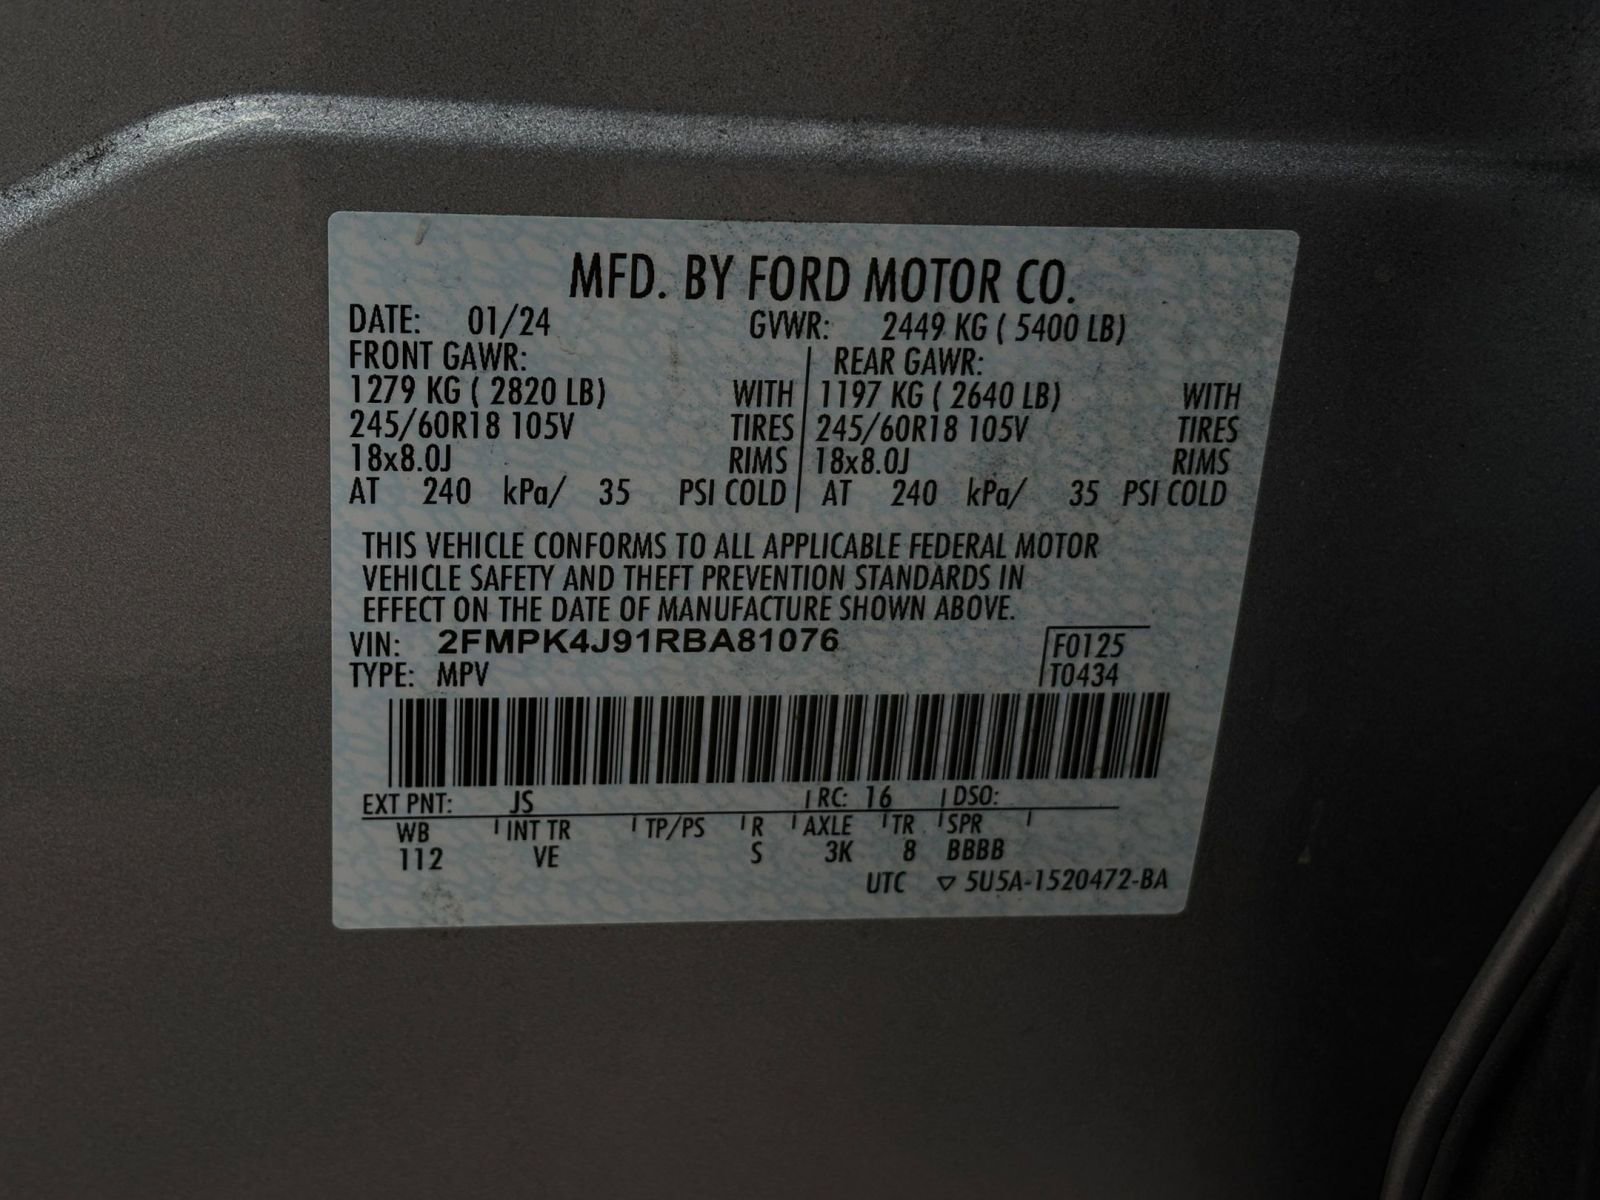 MFD. BY FORD MOTOR CO.
DATE: 01/24 GVWR: 2449 KG ( 5400 LB)
FRONT GAWR: REAR GAWR:
1279 KG ( 2820 LB) WITH 1197 KG ( 2640 LB) WITH
245/60R18 105V TIRES 245/60R18 105V TIRES
18x8.0J RIMS 18x8.0J RIMS
AT 240 kPa/ 35 PSI COLD AT 240 kPa/ 35 PSI COLD
THIS VEHICLE CONFORMS TO ALL APPLICABLE FEDERAL MOTOR
VEHICLE SAFETY AND THEFT PREVENTION STANDARDS IN
EFFECT ON THE DATE OF MANUFACTURE SHOWN ABOVE.
VIN: 2FMPK4J91RBA81076 F0125
TYPE: MPV T0434
EXT PNT: JS RC: 16 DSO:
WB INT TR TP/PS R AXLE TR SPR
112 VE S 3K 8 BBBB
UTC ▽ 5U5A-1520472-BA